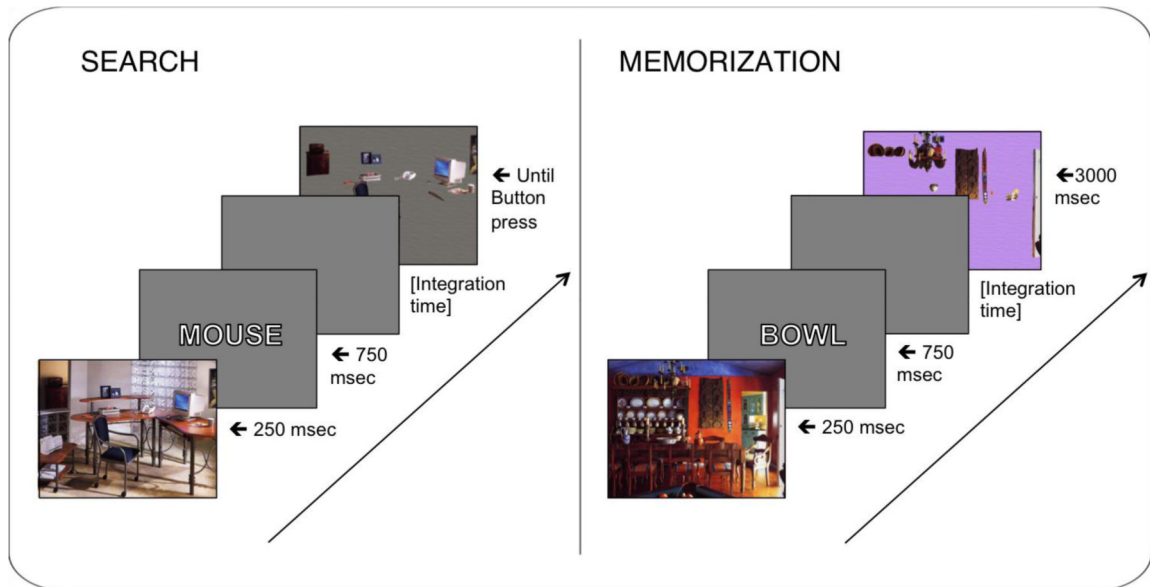 SEARCH
← Until
Button
press
[Integration
time]
MOUSE
← 750
msec
← 250 msec
MEMORIZATION
←3000
msec
[Integration
time]
BOWL
← 750
msec
← 250 msec